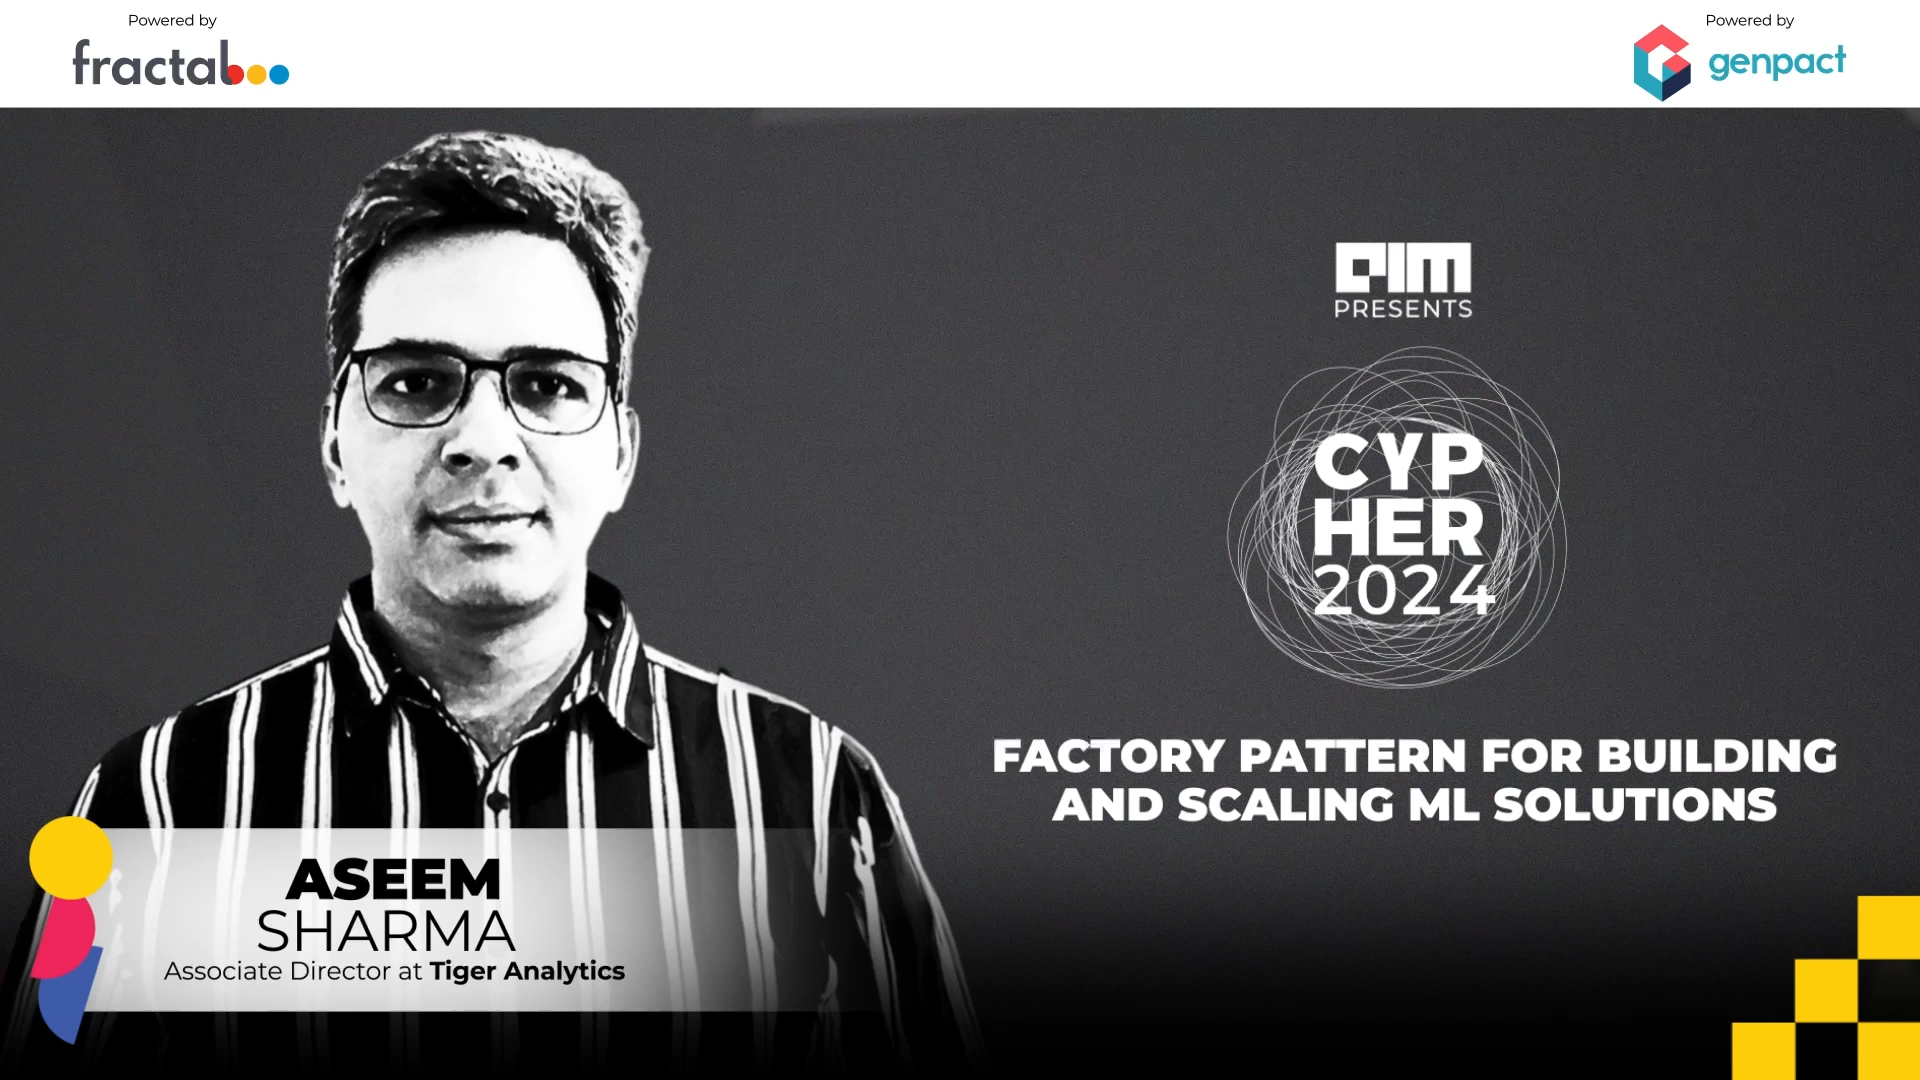 Powered by
fractal
Powered by
genpact
AIM
PRESENTS
CYP
HER
2024
FACTORY PATTERN FOR BUILDING
AND SCALING ML SOLUTIONS
ASEEM
SHARMA
Associate Director at Tiger Analytics